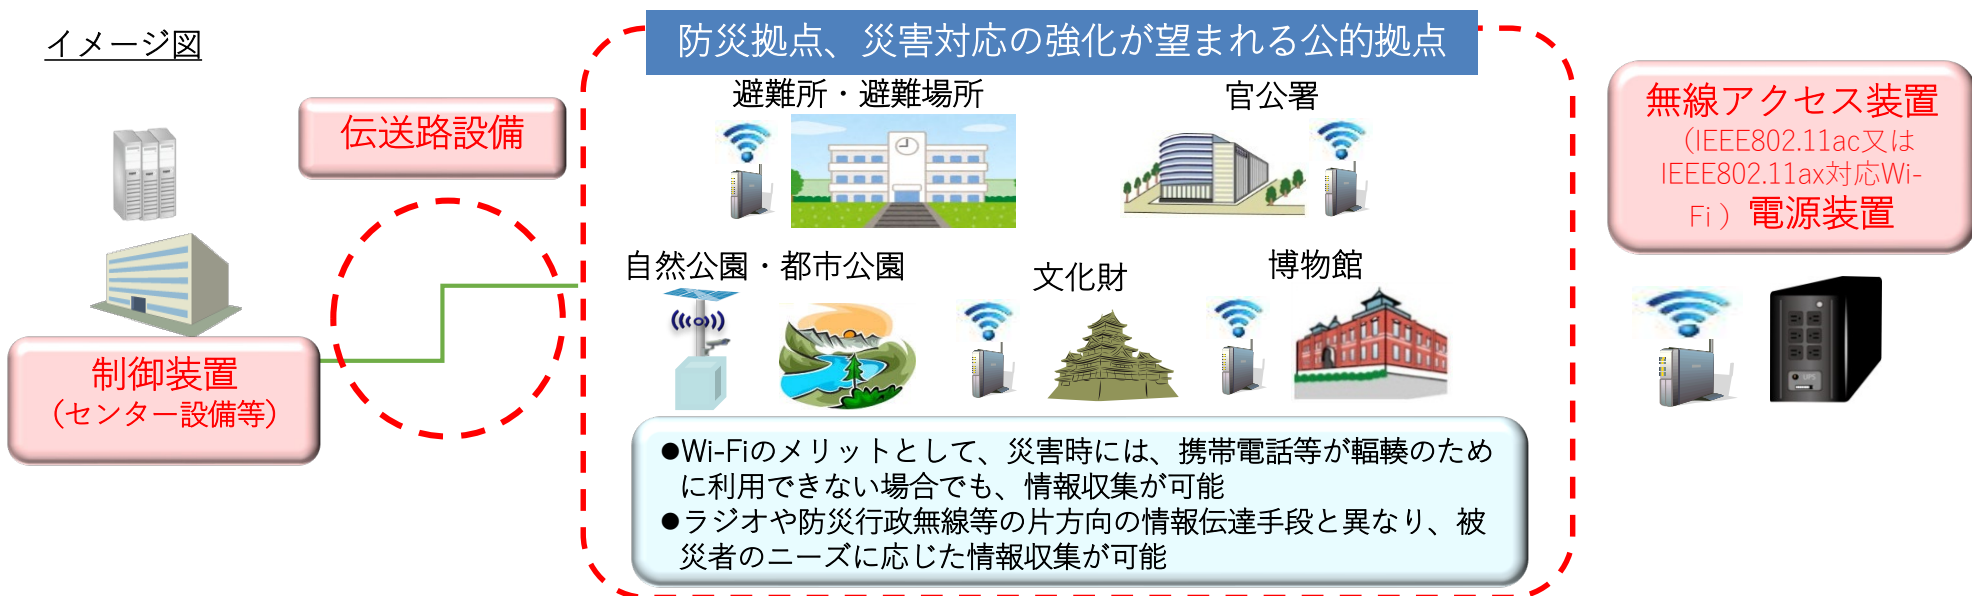 イメージ図
防災拠点、災害対応の強化が望まれる公的拠点
伝送路設備
制御装置
（センター設備等）
避難所・避難場所
官公署
自然公園・都市公園
文化財
博物館
●Wi-Fiのメリットとして、災害時には、携帯電話等が輻輳のため
に利用できない場合でも、情報収集が可能
●ラジオや防災行政無線等の片方向の情報伝達手段と異なり、被
災者のニーズに応じた情報収集が可能
無線アクセス装置
（IEEE802.11ac又は
IEEE802.11ax対応Wi-
Fi ）電源装置
UPS